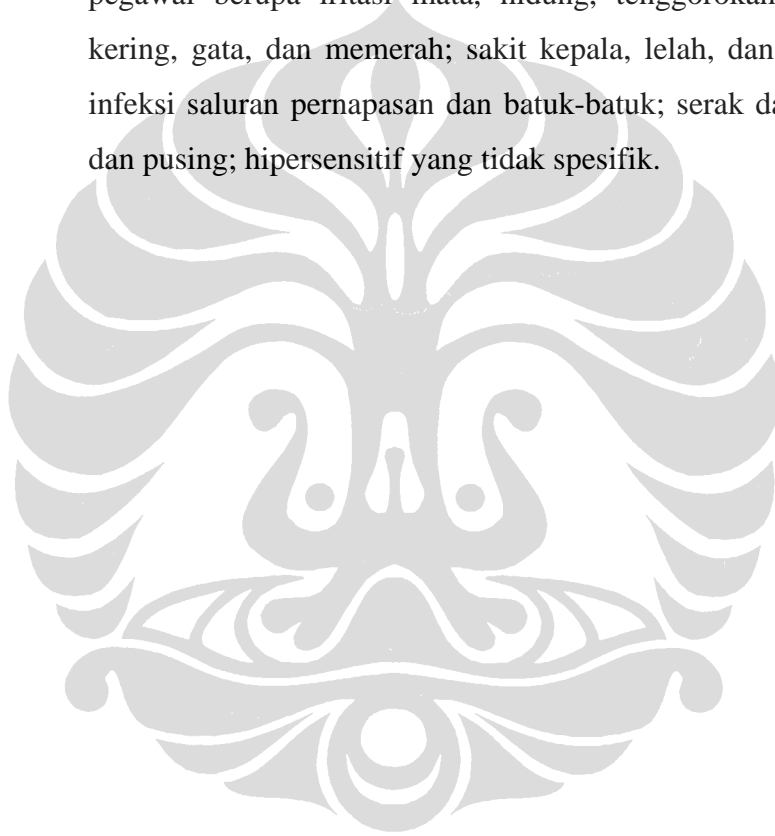 pegawai berupa iritasi mata, hidung, tenggorokan
kering, gata, dan memerah; sakit kepala, lelah, dan
infeksi saluran pernapasan dan batuk-batuk; serak da
dan pusing; hipersensitif yang tidak spesifik.